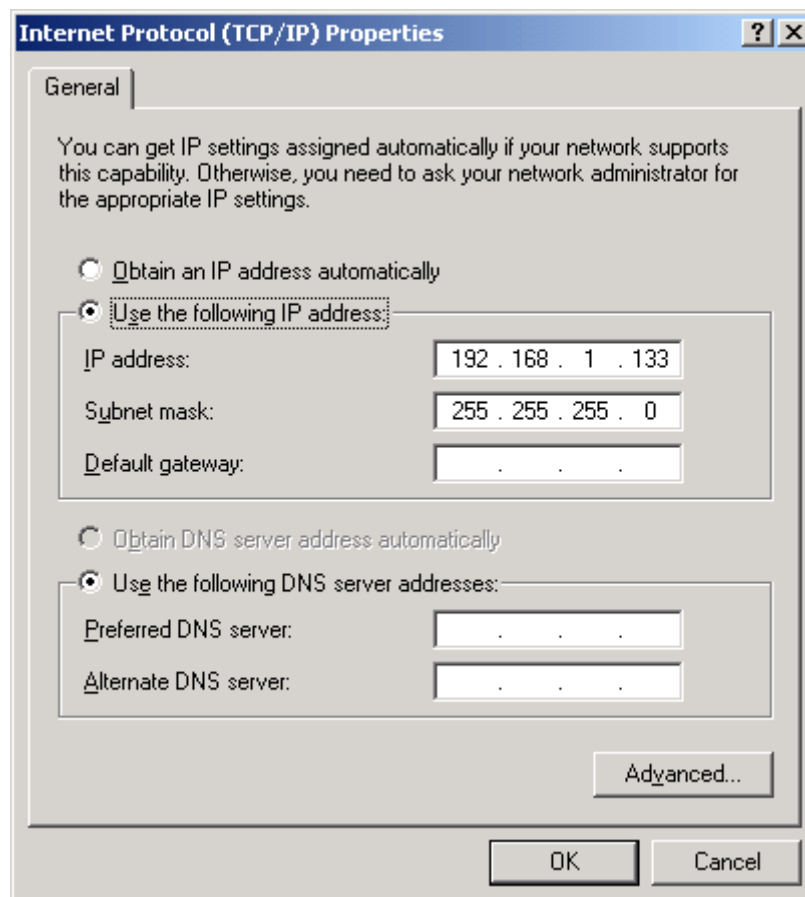 Internet Protocol (TCP/IP) Properties
General
You can get IP settings assigned automatically if your network supports
this capability. Otherwise, you need to ask your network administrator for
the appropriate IP settings.
Obtain an IP address automatically
Use the following IP address:
IP address: 192 . 168 . 1 . 133
Subnet mask: 255 . 255 . 255 . 0
Default gateway: . . .
Obtain DNS server address automatically
Use the following DNS server addresses:
Preferred DNS server: . . .
Alternate DNS server: . . .
Advanced...
OK Cancel